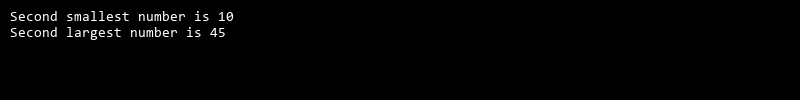 Second smallest number is 10
Second largest number is 45